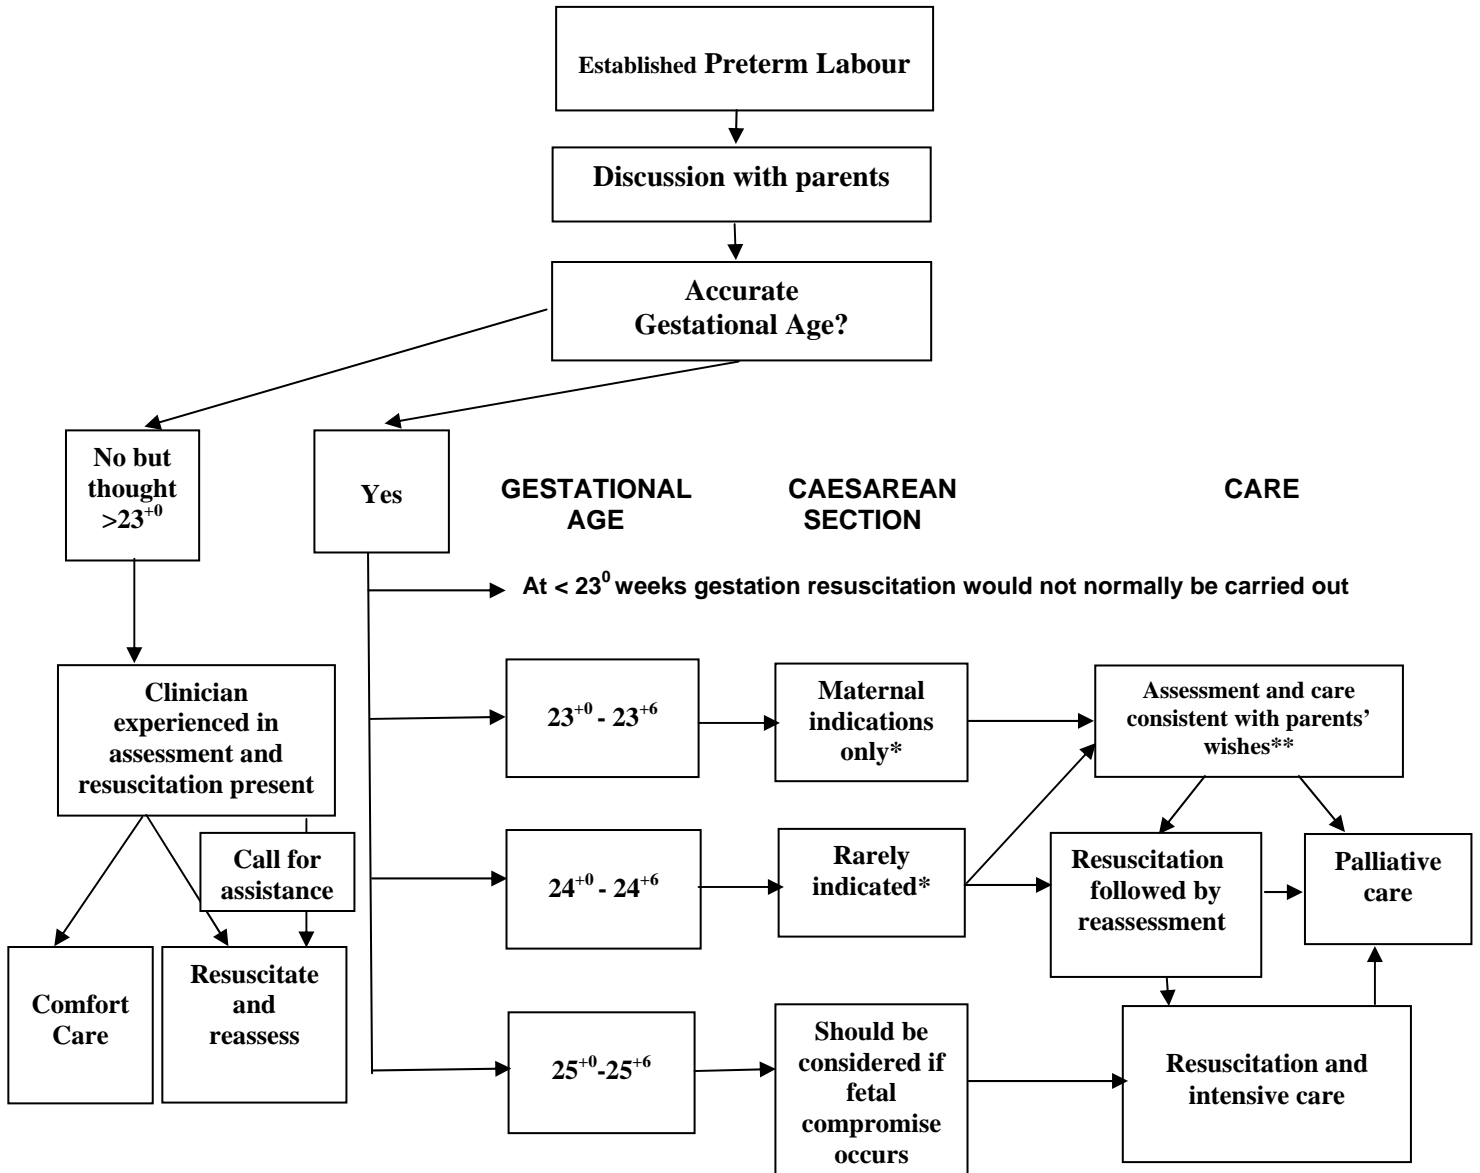 Established Preterm Labour
Discussion with parents
Accurate
Gestational Age?
No but
thought
>23⁺⁰
Yes
GESTATIONAL
AGE
CAESAREAN
SECTION
CARE
At < 23⁰ weeks gestation resuscitation would not normally be carried out
Clinician
experienced in
assessment and
resuscitation present
23⁺⁰ - 23⁺⁶
Maternal
indications
only*
Assessment and care
consistent with parents’
wishes**
Call for
assistance
24⁺⁰ - 24⁺⁶
Rarely
indicated*
Resuscitation
followed by
reassessment
Palliative
care
Comfort
Care
Resuscitate
and
reassess
25⁺⁰-25⁺⁶
Should be
considered if
fetal
compromise
occurs
Resuscitation and
intensive care